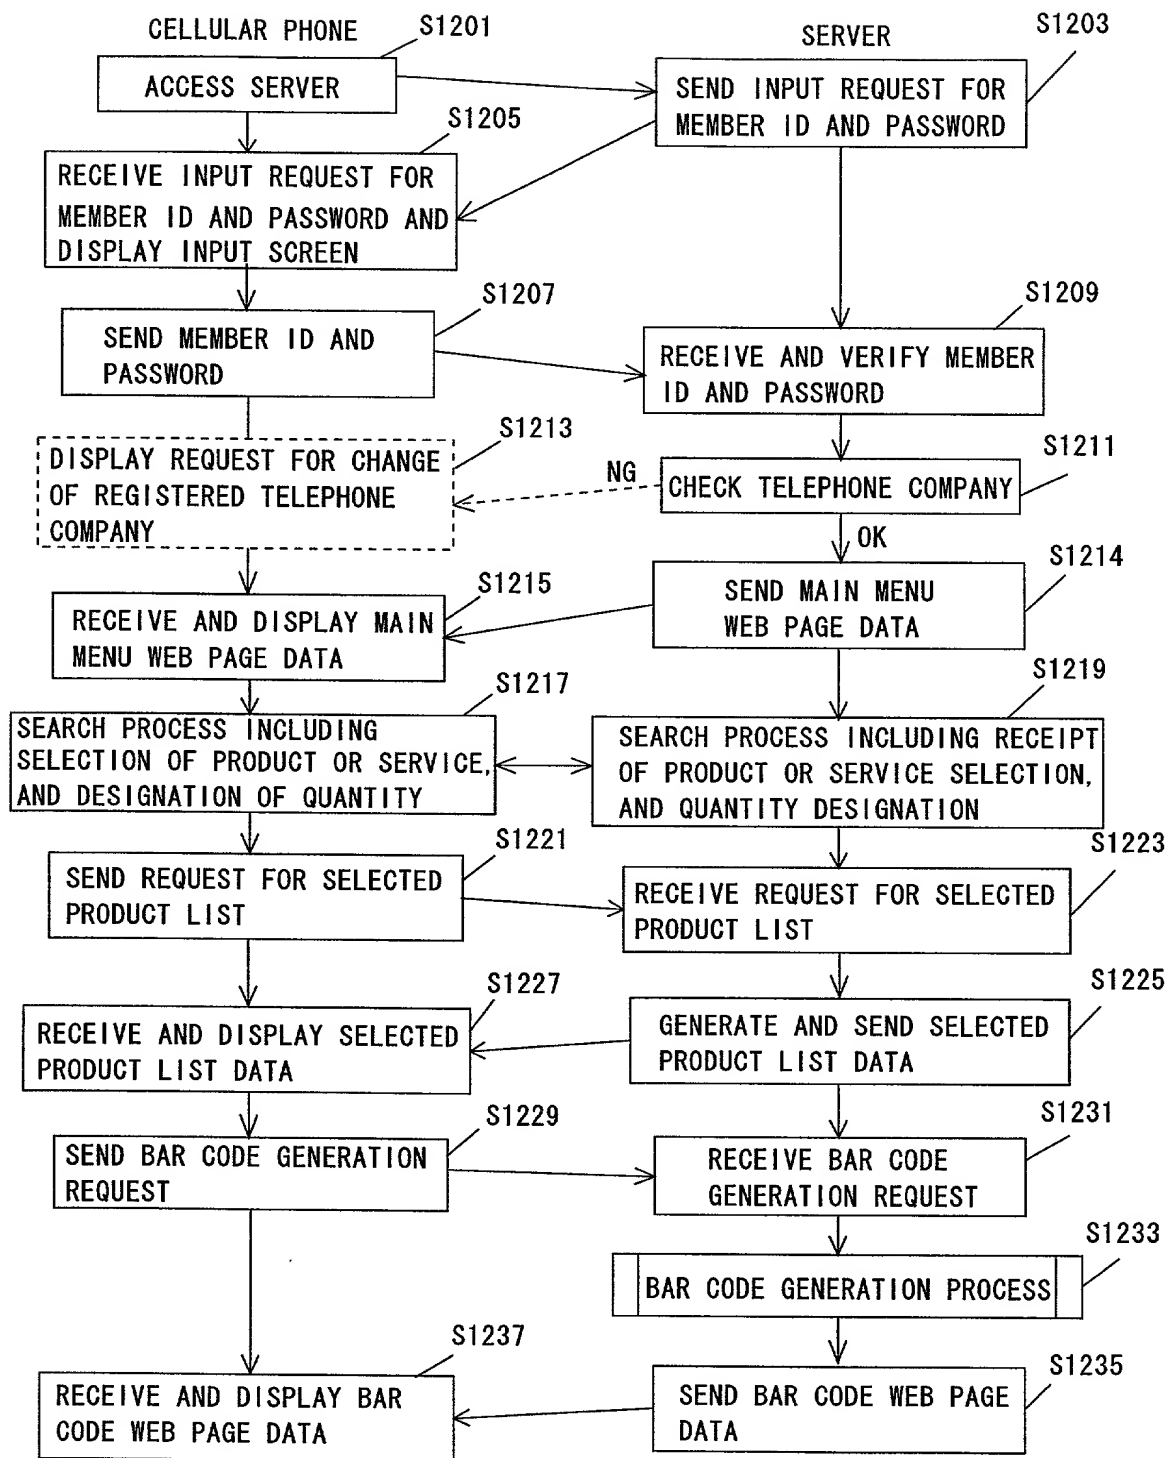 CELLULAR PHONE
S1201
SERVER
S1203
ACCESS SERVER
SEND INPUT REQUEST FOR
MEMBER ID AND PASSWORD
S1205
RECEIVE INPUT REQUEST FOR
MEMBER ID AND PASSWORD AND
DISPLAY INPUT SCREEN
S1207
SEND MEMBER ID AND
PASSWORD
S1209
RECEIVE AND VERIFY MEMBER
ID AND PASSWORD
S1213
DISPLAY REQUEST FOR CHANGE
OF REGISTERED TELEPHONE
COMPANY
NG
S1211
CHECK TELEPHONE COMPANY
OK
S1214
SEND MAIN MENU
WEB PAGE DATA
S1215
RECEIVE AND DISPLAY MAIN
MENU WEB PAGE DATA
S1217
SEARCH PROCESS INCLUDING
SELECTION OF PRODUCT OR SERVICE,
AND DESIGNATION OF QUANTITY
S1219
SEARCH PROCESS INCLUDING RECEIPT
OF PRODUCT OR SERVICE SELECTION,
AND QUANTITY DESIGNATION
S1221
SEND REQUEST FOR SELECTED
PRODUCT LIST
S1223
RECEIVE REQUEST FOR SELECTED
PRODUCT LIST
S1227
RECEIVE AND DISPLAY SELECTED
PRODUCT LIST DATA
S1225
GENERATE AND SEND SELECTED
PRODUCT LIST DATA
S1229
SEND BAR CODE GENERATION
REQUEST
S1231
RECEIVE BAR CODE
GENERATION REQUEST
S1233
BAR CODE GENERATION PROCESS
S1237
RECEIVE AND DISPLAY BAR
CODE WEB PAGE DATA
S1235
SEND BAR CODE WEB PAGE
DATA